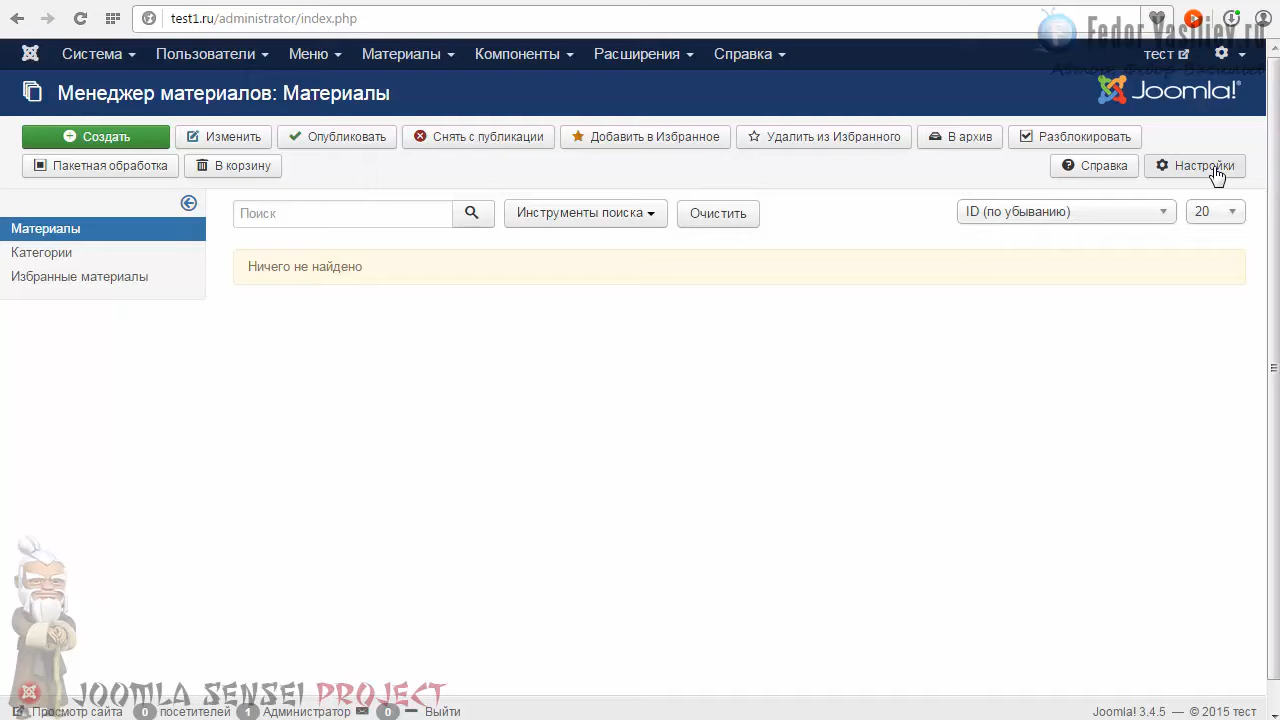 test1.ru/administrator/index.php
Fedor Vasiliev.ru
Система Пользователи Меню Материалы Компоненты Расширения Справка тест
Менеджер материалов: Материалы
Joomla!®
Создать Изменить Опубликовать Снять с публикации Добавить в Избранное Удалить из Избранного В архив Разблокировать
Пакетная обработка В корзину Справка Настройки
Поиск Инструменты поиска Очистить ID (по убыванию) 20
Материалы
Категории
Избранные материалы
Ничего не найдено
JOOMLA SENSEI PROJECT
Просмотр сайта 0 посетителей 1 Администратор 0 Выйти Joomla! 3.4.5 — © 2015 тест